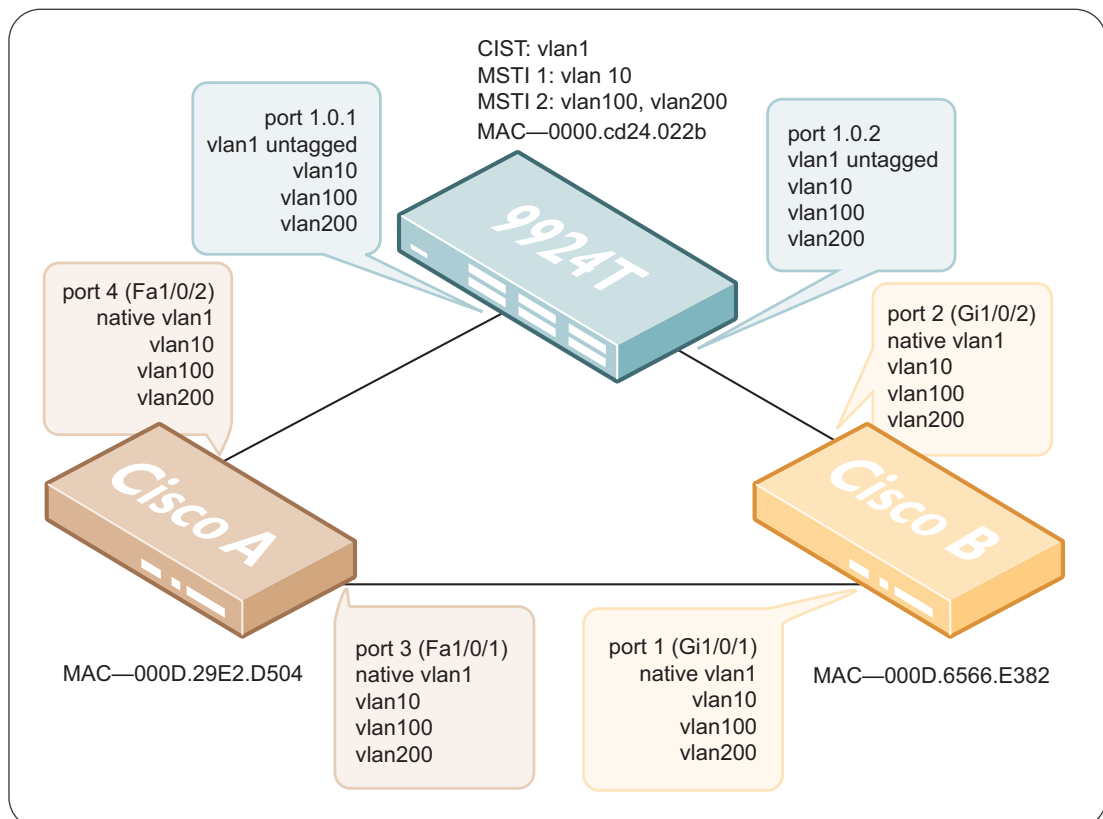 CIST: vlan1
MSTI 1: vlan 10
MSTI 2: vlan100, vlan200
MAC—0000.cd24.022b
port 1.0.1
vlan1 untagged
vlan10
vlan100
vlan200
port 1.0.2
vlan1 untagged
vlan10
vlan100
vlan200
9924T
port 4 (Fa1/0/2)
native vlan1
vlan10
vlan100
vlan200
port 2 (Gi1/0/2)
native vlan1
vlan10
vlan100
vlan200
Cisco A
Cisco B
MAC—000D.29E2.D504
port 3 (Fa1/0/1)
native vlan1
vlan10
vlan100
vlan200
port 1 (Gi1/0/1)
native vlan1
vlan10
vlan100
vlan200
MAC—000D.6566.E382